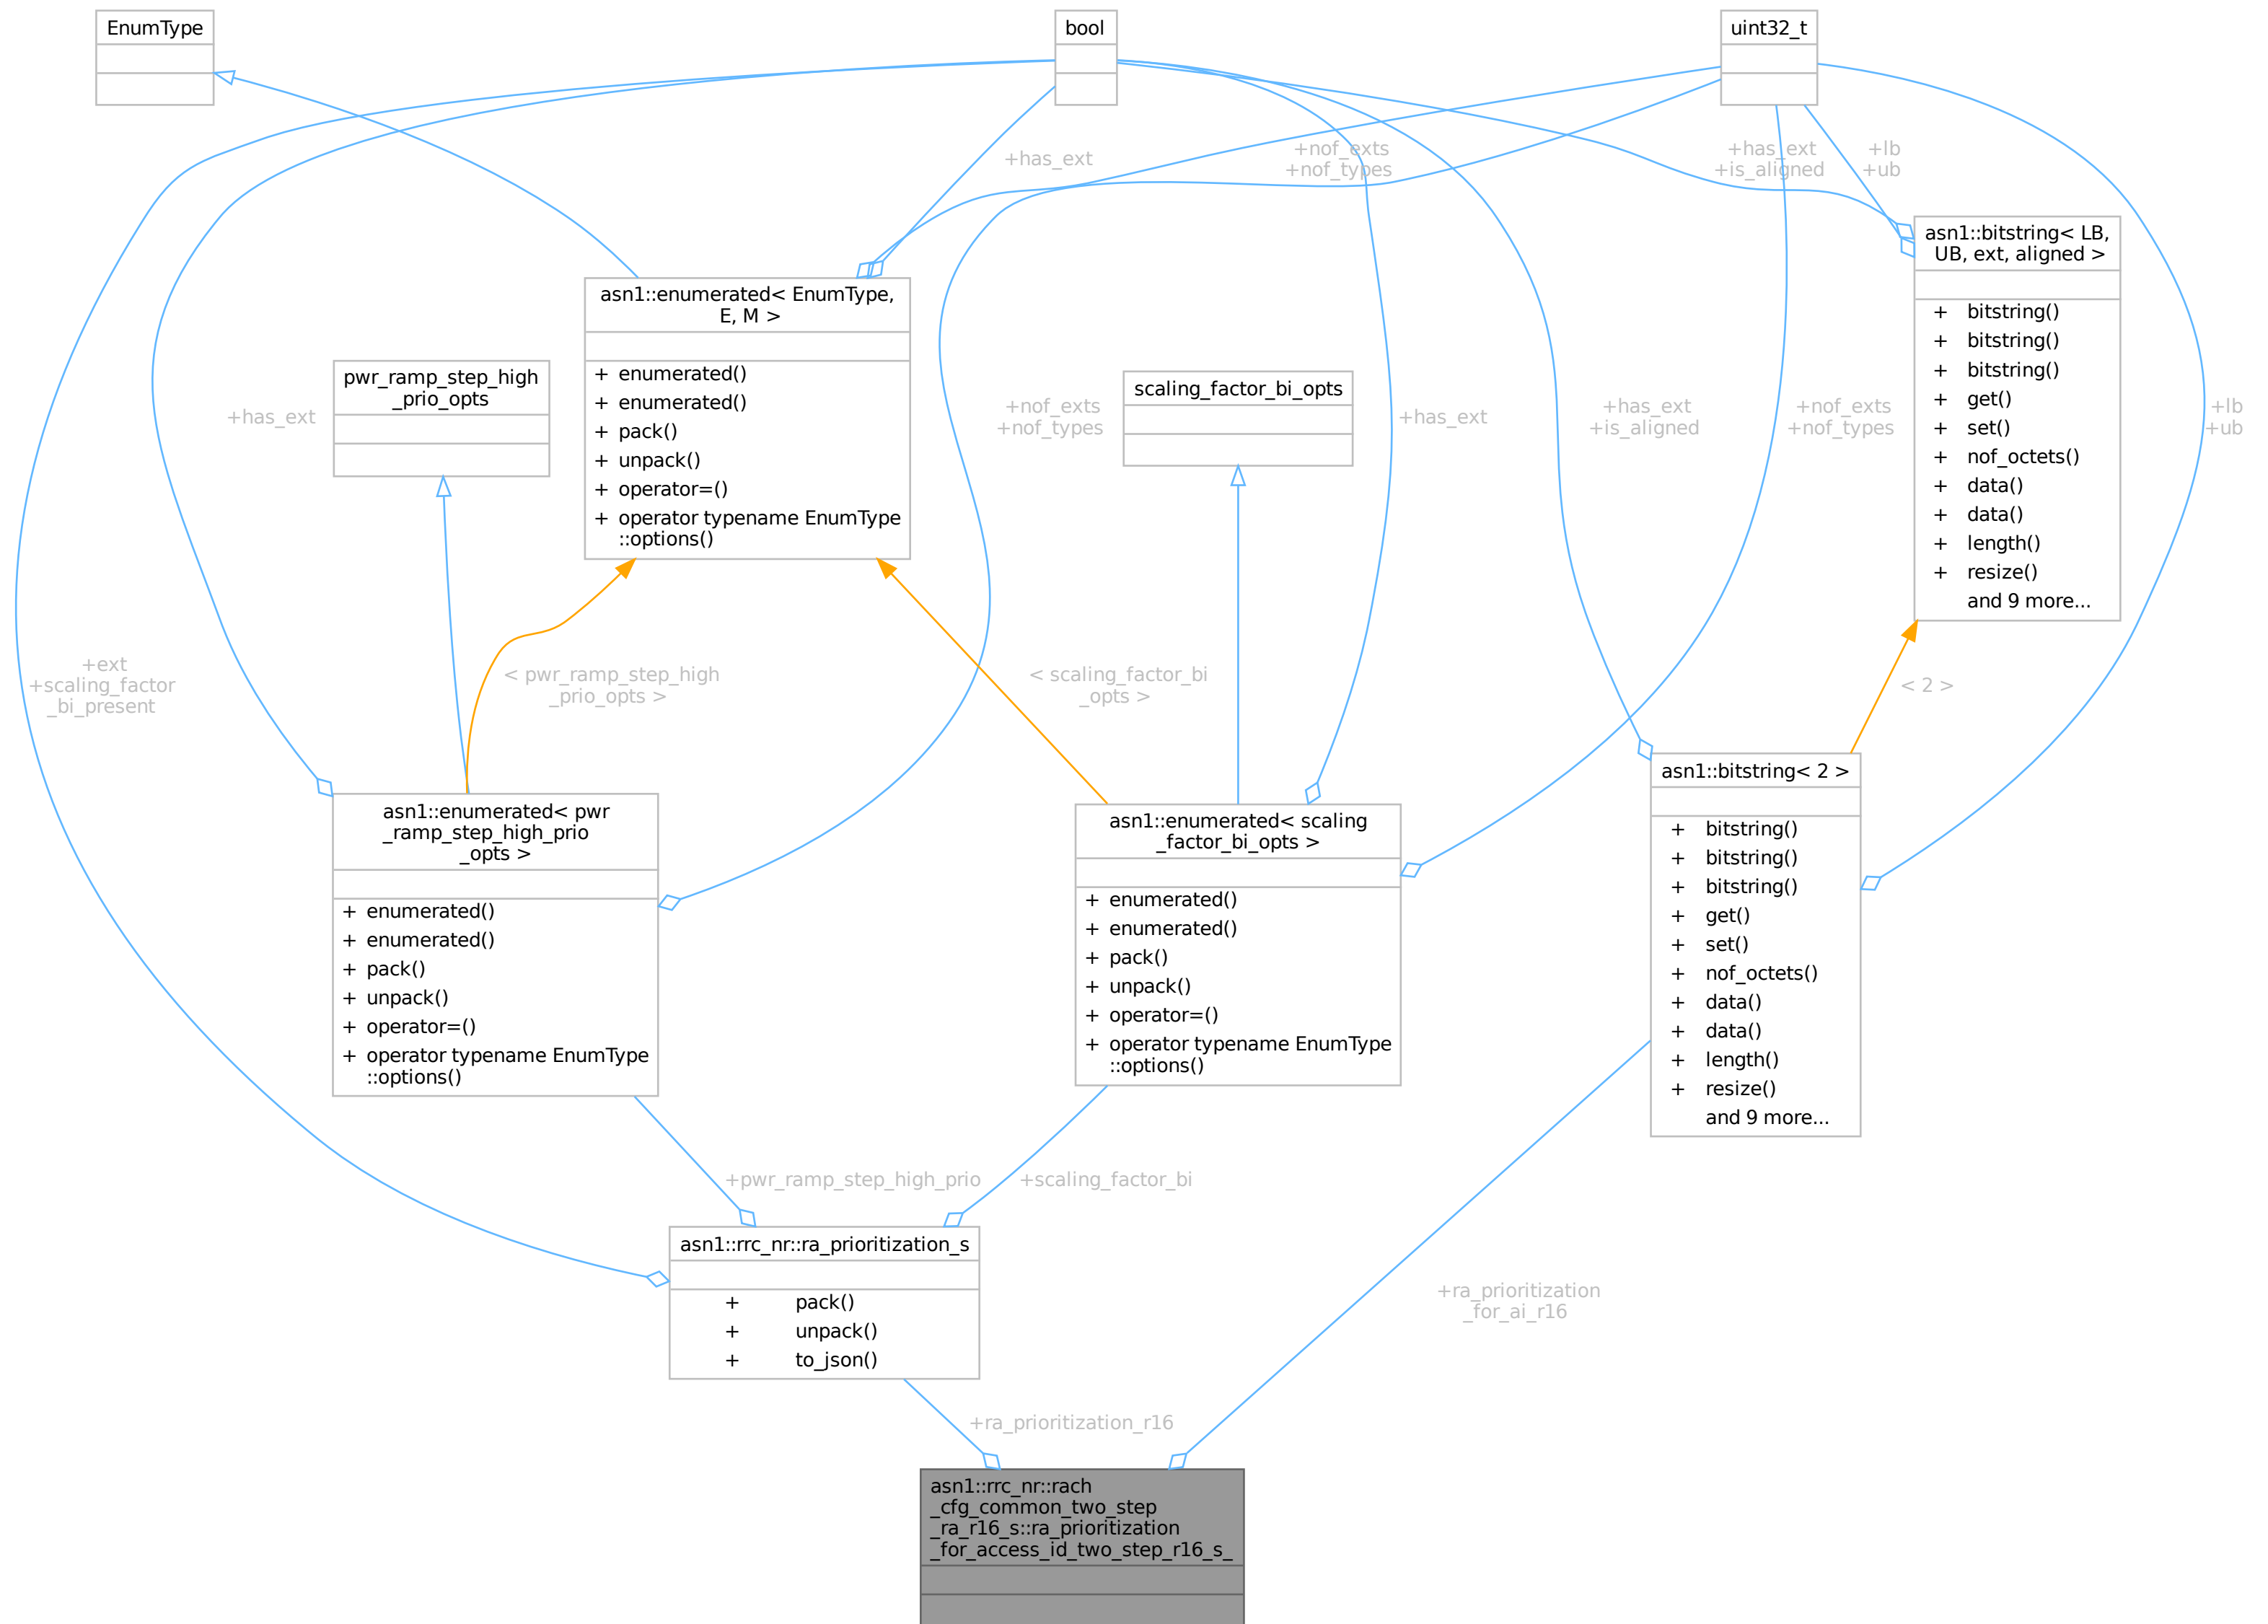 EnumType
bool
uint32_t
+has_ext
+nof_exts
+nof_types
+has_ext
+is_aligned
+lb
+ub
asn1::bitstring< LB,
UB, ext, aligned >
+ bitstring()
+ bitstring()
+ bitstring()
+ get()
+ set()
+ nof_octets()
+ data()
+ data()
+ length()
+ resize()
and 9 more...
asn1::enumerated< EnumType,
E, M >
+ enumerated()
+ enumerated()
+ pack()
+ unpack()
+ operator=()
+ operator typename EnumType
::options()
pwr_ramp_step_high
_prio_opts
scaling_factor_bi_opts
+has_ext
+nof_exts
+nof_types
+has_ext
+has_ext
+is_aligned
+nof_exts
+nof_types
+lb
+ub
+ext
+scaling_factor
_bi_present
< pwr_ramp_step_high
_prio_opts >
< scaling_factor_bi
_opts >
< 2 >
asn1::enumerated< pwr
_ramp_step_high_prio
_opts >
+ enumerated()
+ enumerated()
+ pack()
+ unpack()
+ operator=()
+ operator typename EnumType
::options()
asn1::enumerated< scaling
_factor_bi_opts >
+ enumerated()
+ enumerated()
+ pack()
+ unpack()
+ operator=()
+ operator typename EnumType
::options()
asn1::bitstring< 2 >
+ bitstring()
+ bitstring()
+ bitstring()
+ get()
+ set()
+ nof_octets()
+ data()
+ data()
+ length()
+ resize()
and 9 more...
+pwr_ramp_step_high_prio
+scaling_factor_bi
asn1::rrc_nr::ra_prioritization_s
+ pack()
+ unpack()
+ to_json()
+ra_prioritization
_for_ai_r16
+ra_prioritization_r16
asn1::rrc_nr::rach
_cfg_common_two_step
_ra_r16_s::ra_prioritization
_for_access_id_two_step_r16_s_